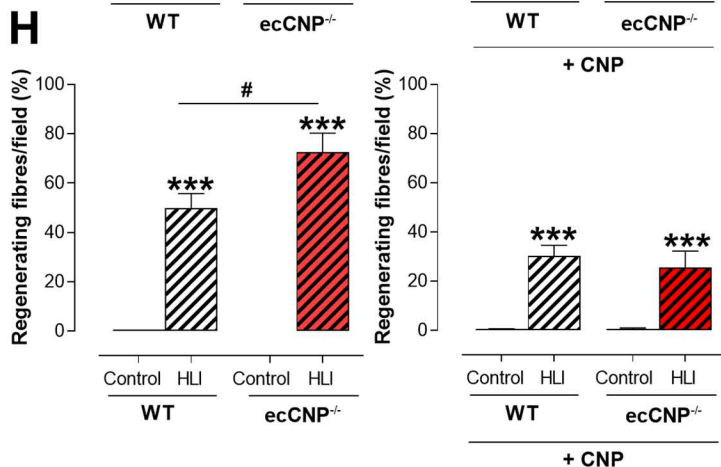 H
WT ecCNP-/- WT ecCNP-/-
+ CNP
Regenerating fibres/field (%)
100
80
60
40
20
0
#
***
***
Control HLI Control HLI
WT ecCNP-/-
Regenerating fibres/field (%)
100
80
60
40
20
0
***
***
Control HLI Control HLI
WT ecCNP-/-
+ CNP